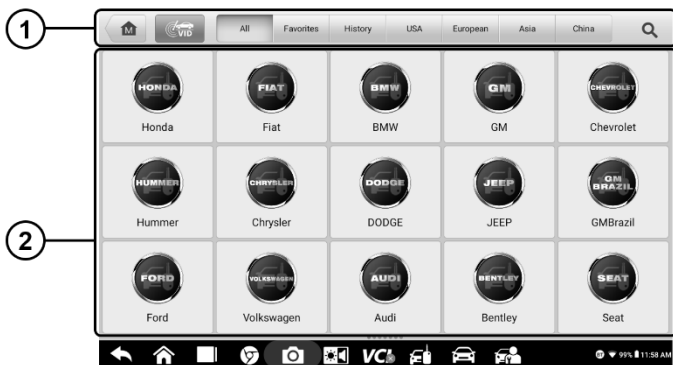 1
M
VID
All Favorites History USA European Asia China
HONDA FIAT BMW GM CHEVROLET
Honda Fiat BMW GM Chevrolet
2
HUMMER CHRYSLER DODGE JEEP GM
BRAZIL
Hummer Chrysler DODGE JEEP GMBrazil
FORD VOLKSWAGEN AUDI BENTLEY SEAT
Ford Volkswagen Audi Bentley Seat
VCI 99% 11:58 AM